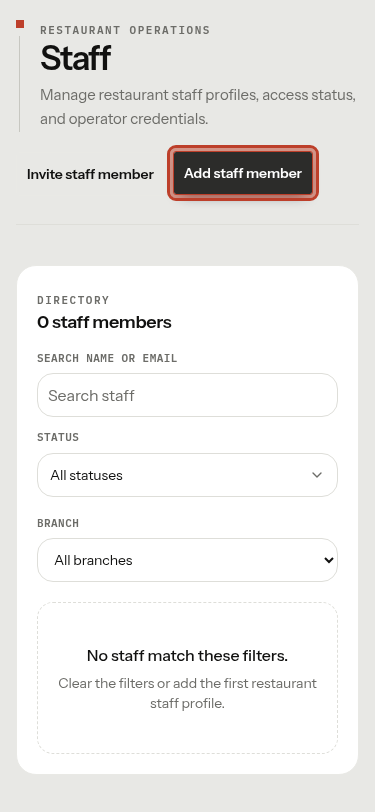 RESTAURANT OPERATIONS
Staff
Manage restaurant staff profiles, access status,
and operator credentials.
Invite staff member
Add staff member
DIRECTORY
0 staff members
SEARCH NAME OR EMAIL
Search staff
STATUS
All statuses
BRANCH
All branches
No staff match these filters.
Clear the filters or add the first restaurant
staff profile.